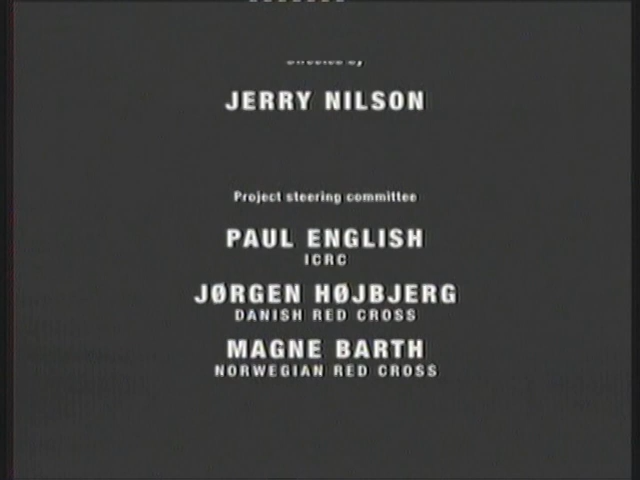 JERRY NILSON
Project steering committee
PAUL ENGLISH
ICRC
JØRGEN HØJBJERG
DANISH RED CROSS
MAGNE BARTH
NORWEGIAN RED CROSS